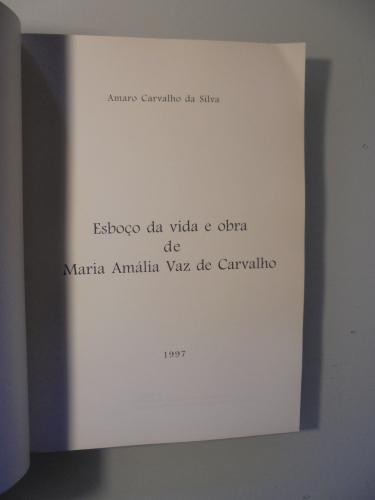 Amaro Carvalho da Silva
Esboço da vida e obra
de
Maria Amália Vaz de Carvalho
1997